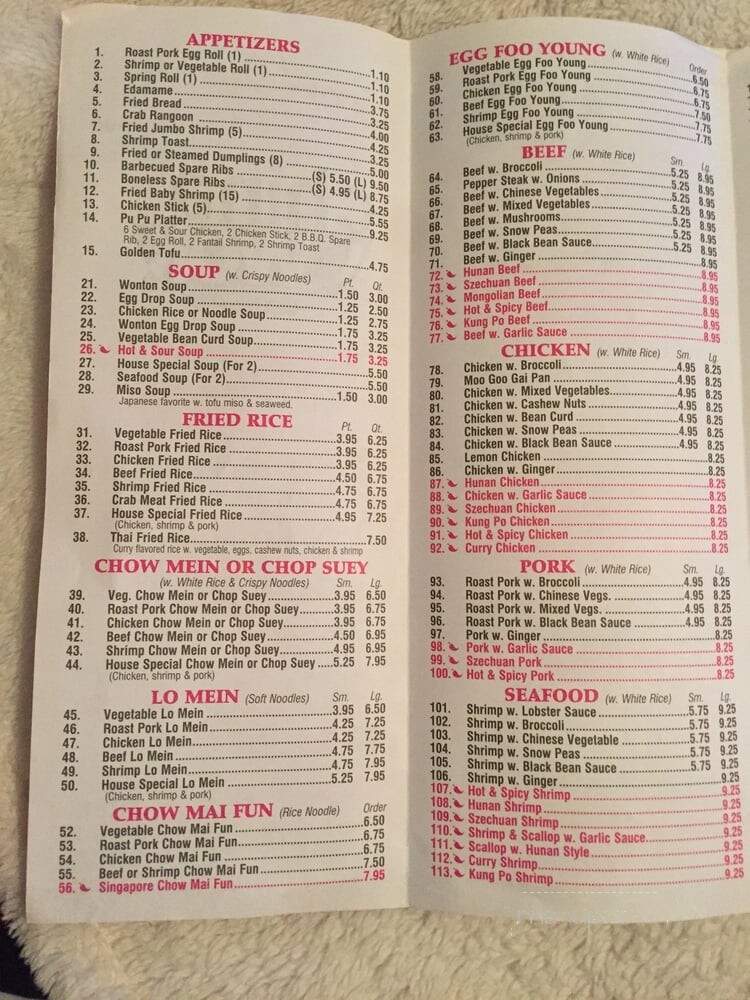 APPETIZERS
1. Roast Pork Egg Roll (1) 1.10
2. Shrimp or Vegetable Roll (1) 1.10
3. Spring Roll (1) 1.10
4. Edamame 3.75
5. Fried Bread 3.25
6. Crab Rangoon 4.00
7. Fried Jumbo Shrimp (5) 4.25
8. Shrimp Toast 3.25
9. Fried or Steamed Dumplings (8) 5.00
10. Barbecued Spare Ribs (S) 5.50 (L) 9.50
11. Boneless Spare Ribs (S) 4.95 (L) 8.75
12. Fried Baby Shrimp (15) 4.25
13. Chicken Stick (5) 5.55
14. Pu Pu Platter 9.25
6 Sweet & Sour Chicken, 2 Chicken Stick, 2 B.B.Q. Spare
Rib, 2 Egg Roll, 2 Fantail Shrimp, 2 Shrimp Toast
15. Golden Tofu 4.75
SOUP (w. Crispy Noodles) Pt. Qt.
21. Wonton Soup 1.50 3.00
22. Egg Drop Soup 1.25 2.50
23. Chicken Rice or Noodle Soup 1.25 2.75
24. Wonton Egg Drop Soup 1.75 3.25
25. Vegetable Bean Curd Soup 1.75 3.25
26. Hot & Sour Soup 1.75 3.25
27. House Special Soup (For 2) 5.50
28. Seafood Soup (For 2) 5.50
29. Miso Soup 1.50 3.00
Japanese favorite w. tofu miso & seaweed.
FRIED RICE Pt. Qt.
31. Vegetable Fried Rice 3.95 6.25
32. Roast Pork Fried Rice 3.95 6.25
33. Chicken Fried Rice 3.95 6.25
34. Beef Fried Rice 4.50 6.75
35. Shrimp Fried Rice 4.75 6.75
36. Crab Meat Fried Rice 4.75 6.75
37. House Special Fried Rice 4.95 7.25
(Chicken, shrimp & pork)
38. Thai Fried Rice 7.50
Curry flavored rice w. vegetable, eggs, cashew nuts, chicken & shrimp
CHOW MEIN OR CHOP SUEY
(w. White Rice & Crispy Noodles) Sm. Lg.
39. Veg. Chow Mein or Chop Suey 3.95 6.50
40. Roast Pork Chow Mein or Chop Suey 3.95 6.75
41. Chicken Chow Mein or Chop Suey 3.95 6.75
42. Beef Chow Mein or Chop Suey 4.50 6.95
43. Shrimp Chow Mein or Chop Suey 4.95 6.95
44. House Special Chow Mein or Chop Suey 5.25 7.95
(Chicken, shrimp & pork)
LO MEIN (Soft Noodles) Sm. Lg.
45. Vegetable Lo Mein 3.95 6.50
46. Roast Pork Lo Mein 4.25 7.25
47. Chicken Lo Mein 4.25 7.25
48. Beef Lo Mein 4.75 7.75
49. Shrimp Lo Mein 4.75 7.95
50. House Special Lo Mein 5.25 7.95
(Chicken, shrimp & pork)
CHOW MAI FUN (Rice Noodle) Order
52. Vegetable Chow Mai Fun 6.50
53. Roast Pork Chow Mai Fun 6.75
54. Chicken Chow Mai Fun 6.75
55. Beef or Shrimp Chow Mai Fun 7.50
56. Singapore Chow Mai Fun 7.95
EGG FOO YOUNG (w. White Rice) Order
58. Vegetable Egg Foo Young 6.50
59. Roast Pork Egg Foo Young 6.75
60. Chicken Egg Foo Young 6.75
61. Beef Egg Foo Young 7.50
62. Shrimp Egg Foo Young 7.75
63. House Special Egg Foo Young 7.75
(Chicken, shrimp & pork)
BEEF (w. White Rice) Sm. Lg.
64. Beef w. Broccoli 5.25 8.95
65. Pepper Steak w. Onions 5.25 8.95
66. Beef w. Chinese Vegetables 5.25 8.95
67. Beef w. Mixed Vegetables 5.25 8.95
68. Beef w. Mushrooms 5.25 8.95
69. Beef w. Snow Peas 5.25 8.95
70. Beef w. Black Bean Sauce 5.25 8.95
71. Beef w. Ginger 8.95
72. Hunan Beef 8.95
73. Szechuan Beef 8.95
74. Mongolian Beef 8.95
75. Hot & Spicy Beef 8.95
76. Kung Po Beef 8.95
77. Beef w. Garlic Sauce 8.95
CHICKEN (w. White Rice) Sm. Lg.
78. Chicken w. Broccoli 4.95 8.25
79. Moo Goo Gai Pan 4.95 8.25
80. Chicken w. Mixed Vegetables 4.95 8.25
81. Chicken w. Cashew Nuts 4.95 8.25
82. Chicken w. Bean Curd 4.95 8.25
83. Chicken w. Snow Peas 4.95 8.25
84. Chicken w. Black Bean Sauce 4.95 8.25
85. Lemon Chicken 8.25
86. Chicken w. Ginger 8.25
87. Hunan Chicken 8.25
88. Chicken w. Garlic Sauce 8.25
89. Szechuan Chicken 8.25
90. Kung Po Chicken 8.25
91. Hot & Spicy Chicken 8.25
92. Curry Chicken 8.25
PORK (w. White Rice) Sm. Lg.
93. Roast Pork w. Broccoli 4.95 8.25
94. Roast Pork w. Chinese Vegs. 4.95 8.25
95. Roast Pork w. Mixed Vegs. 4.95 8.25
96. Roast Pork w. Black Bean Sauce 4.95 8.25
97. Pork w. Ginger 8.25
98. Pork w. Garlic Sauce 8.25
99. Szechuan Pork 8.25
100. Hot & Spicy Pork 8.25
SEAFOOD (w. White Rice) Sm. Lg.
101. Shrimp w. Lobster Sauce 5.75 9.25
102. Shrimp w. Broccoli 5.75 9.25
103. Shrimp w. Chinese Vegetable 5.75 9.25
104. Shrimp w. Snow Peas 5.75 9.25
105. Shrimp w. Black Bean Sauce 5.75 9.25
106. Shrimp w. Ginger 9.25
107. Hot & Spicy Shrimp 9.25
108. Hunan Shrimp 9.25
109. Szechuan Shrimp 9.25
110. Shrimp & Scallop w. Garlic Sauce 9.25
111. Scallop w. Hunan Style 9.25
112. Curry Shrimp 9.25
113. Kung Po Shrimp 9.25